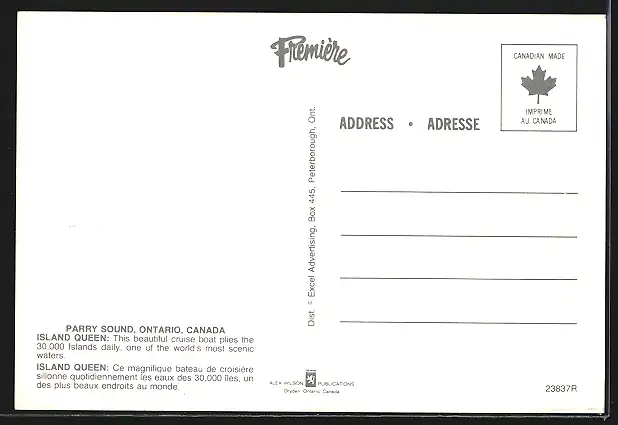 Première
CANADIAN MADE
IMPRIME
AU CANADA
ADDRESS • ADRESSE
Dist. = Excel Advertising, Box 445, Peterborough, Ont.
PARRY SOUND, ONTARIO, CANADA
ISLAND QUEEN: This beautiful cruise boat plies the
30,000 Islands daily, one of the world's most scenic
waters.
ISLAND QUEEN: Ce magnifique bateau de croisière
silionne quotidiennement les eaux des 30,000 îles, un
des plus beaux endroits au monde.
ALEX WILSON PUBLICATIONS
Dryden Ontario Canada
23837R